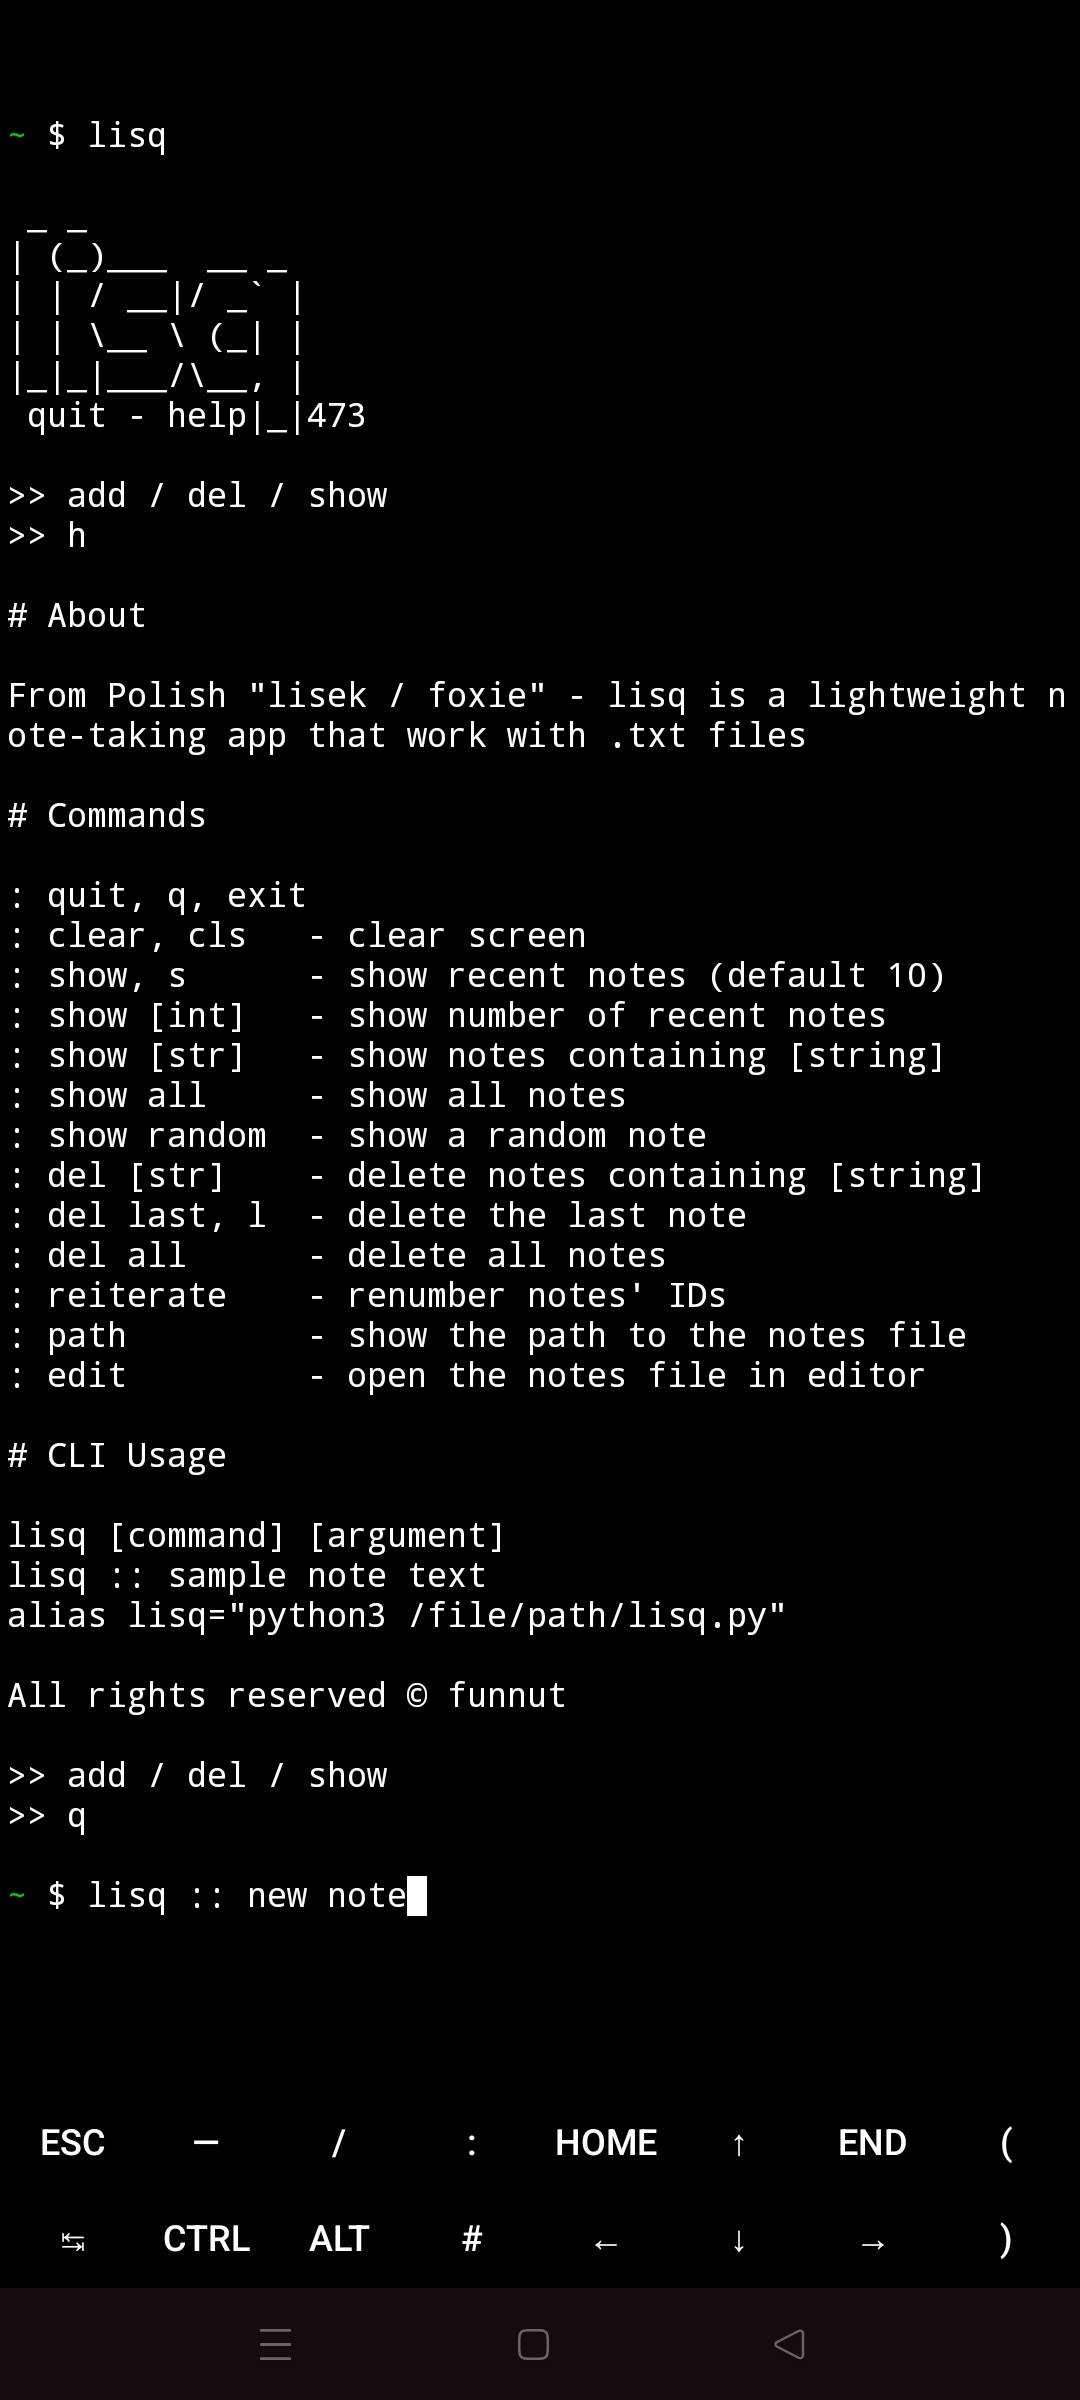 ~ $ lisq
 _ _
| (_)___  __ _
| | / __|/ _` |
| | \__ \ (_| |
|_|_|___/\__, |
 quit - help|_|473
>> add / del / show
>> h
# About
From Polish "lisek / foxie" - lisq is a lightweight n
ote-taking app that work with .txt files
# Commands
: quit, q, exit
: clear, cls   - clear screen
: show, s      - show recent notes (default 10)
: show [int]   - show number of recent notes
: show [str]   - show notes containing [string]
: show all     - show all notes
: show random  - show a random note
: del [str]    - delete notes containing [string]
: del last, l  - delete the last note
: del all      - delete all notes
: reiterate    - renumber notes' IDs
: path         - show the path to the notes file
: edit         - open the notes file in editor
# CLI Usage
lisq [command] [argument]
lisq :: sample note text
alias lisq="python3 /file/path/lisq.py"
All rights reserved © funnut
>> add / del / show
>> q
~ $ lisq :: new note
ESC — / : HOME ↑ END (
↹ CTRL ALT # ← ↓ → )